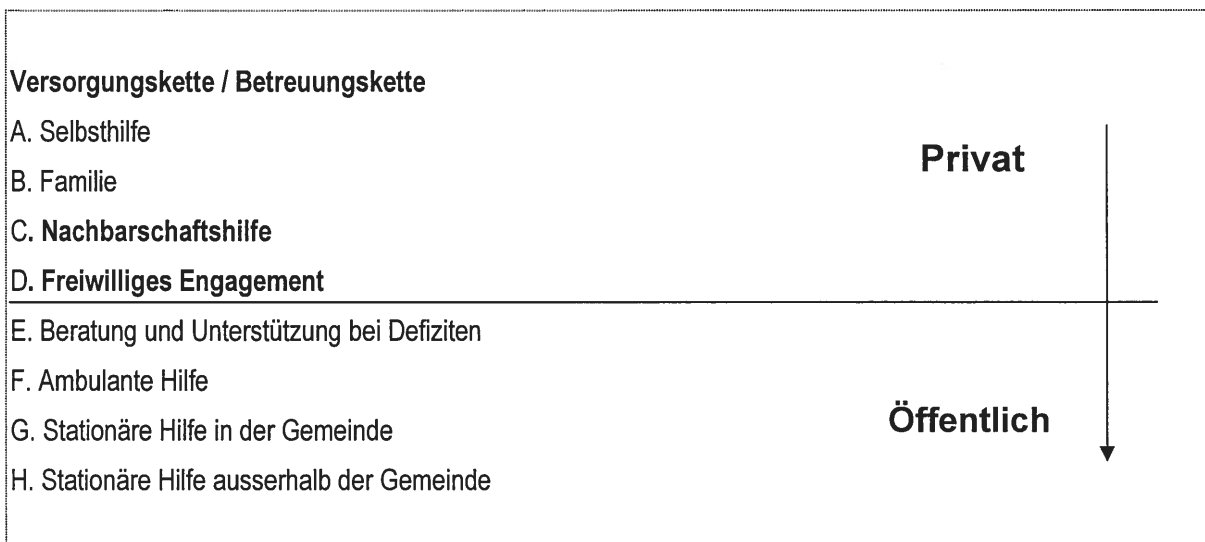 Versorgungskette / Betreuungskette
A. Selbsthilfe
Privat
B. Familie
C. Nachbarschaftshilfe
D. Freiwilliges Engagement
E. Beratung und Unterstützung bei Defiziten
F. Ambulante Hilfe
Öffentlich
G. Stationäre Hilfe in der Gemeinde
H. Stationäre Hilfe ausserhalb der Gemeinde